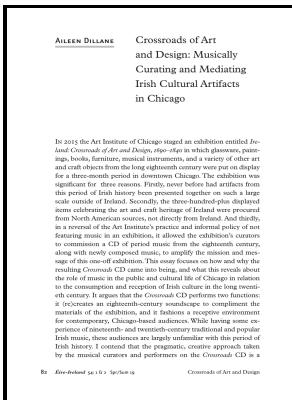 Aileen Dillane
Crossroads of Art
and Design: Musically
Curating and Mediating
Irish Cultural Artifacts
in Chicago
In 2015 the Art Institute of Chicago staged an exhibition entitled Ire-
land: Crossroads of Art and Design, 1690–1840 in which glassware, paint-
ings, books, furniture, musical instruments, and a variety of other art
and craft objects from the long eighteenth century were put on display
for a three-month period in downtown Chicago. The exhibition was
significant for three reasons. Firstly, never before had artifacts from
this period of Irish history been presented together on such a large
scale outside of Ireland. Secondly, the three-hundred-plus displayed
items celebrating the art and craft heritage of Ireland were procured
from North American sources, not directly from Ireland. And thirdly,
in a reversal of the Art Institute's practice and informal policy of not
featuring music in an exhibition, it allowed the exhibition's curators
to commission a CD of period music from the eighteenth century,
along with newly composed music, to amplify the mission and mes-
sage of this one-off exhibition. This essay focuses on how and why the
resulting Crossroads CD came into being, and what this reveals about
the role of music in the public and cultural life of Chicago in relation
to the consumption and reception of Irish culture in the long twenti-
eth century. It argues that the Crossroads CD performs two functions:
it (re)creates an eighteenth-century soundscape to compliment the
materials of the exhibition, and it fashions a receptive environment
for contemporary, Chicago-based audiences. While having some ex-
perience of nineteenth- and twentieth-century traditional and popular
Irish music, these audiences are largely unfamiliar with this period of
Irish history. I contend that the pragmatic, creative approach taken
by the musical curators and performers on the Crossroads CD is a
82 Éire-Ireland 54: 1 & 2 Spr/Sum 19 Crossroads of Art and Design